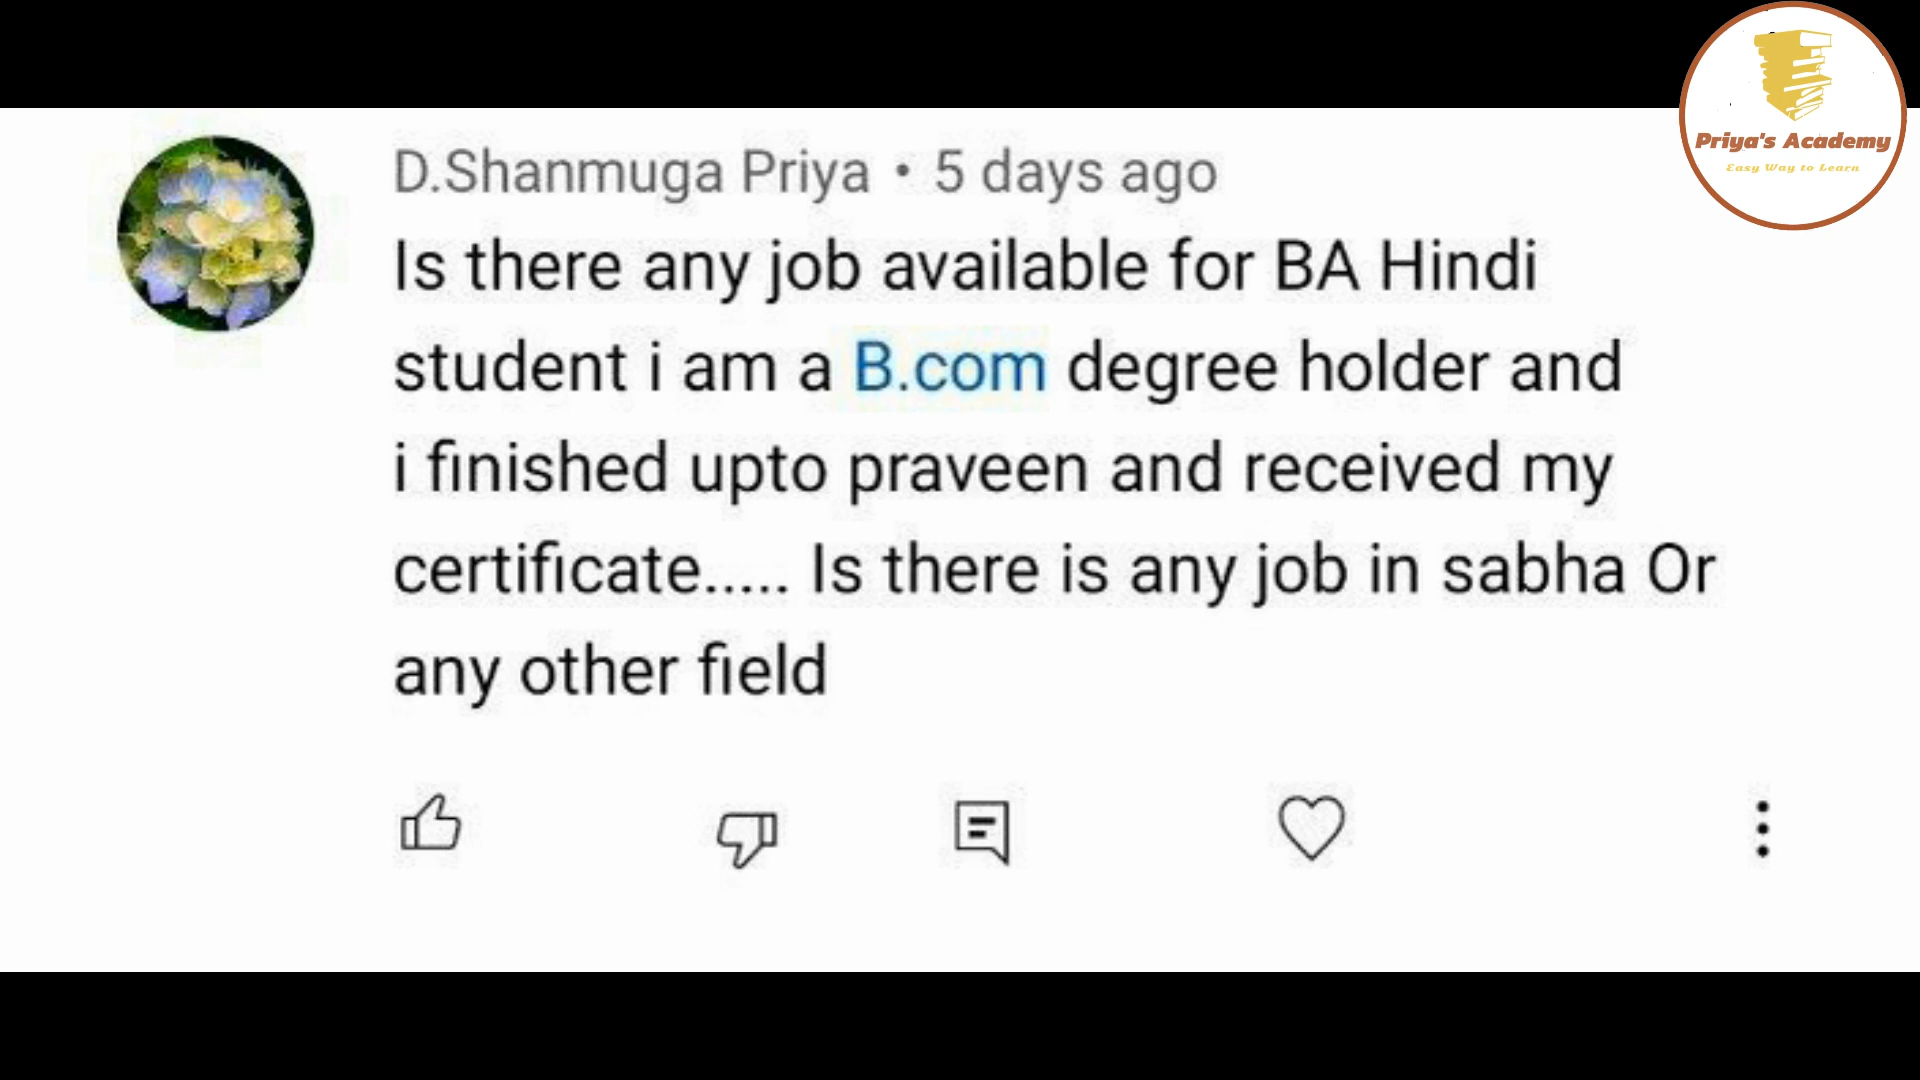 Priya's Academy
Easy Way to Learn
D.Shanmuga Priya • 5 days ago
Is there any job available for BA Hindi
student i am a B.com degree holder and
i finished upto praveen and received my
certificate..... Is there is any job in sabha Or
any other field